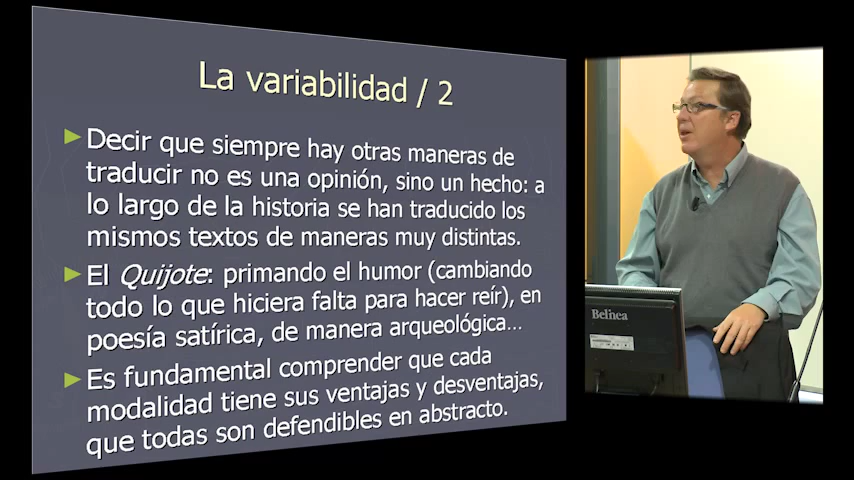 La variabilidad / 2
Decir que siempre hay otras maneras de
traducir no es una opinión, sino un hecho: a
lo largo de la historia se han traducido los
mismos textos de maneras muy distintas.
El Quijote: primando el humor (cambiando
todo lo que hiciera falta para hacer reír), en
poesía satírica, de manera arqueológica...
Es fundamental comprender que cada
modalidad tiene sus ventajas y desventajas,
que todas son defendibles en abstracto.
Belinea